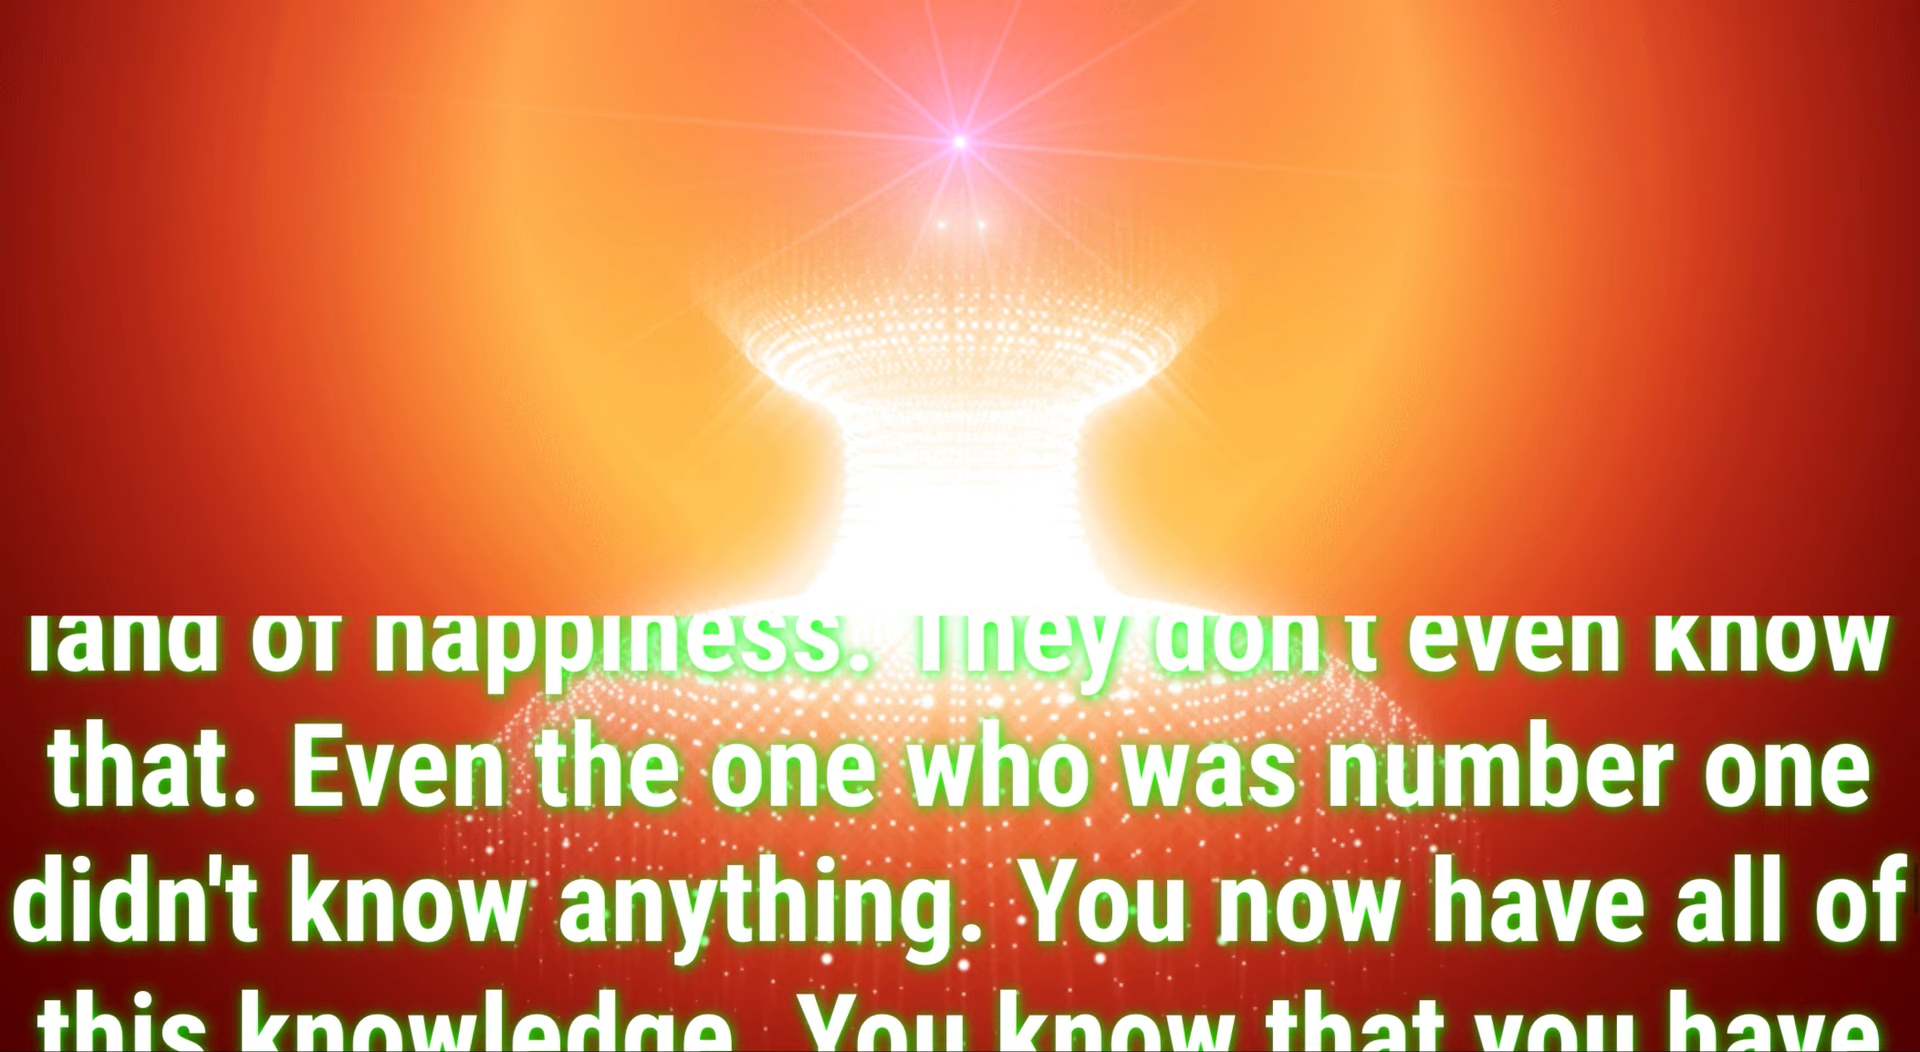 land of happiness. They don't even know
that. Even the one who was number one
didn't know anything. You now have all of
this knowledge. You know that you have